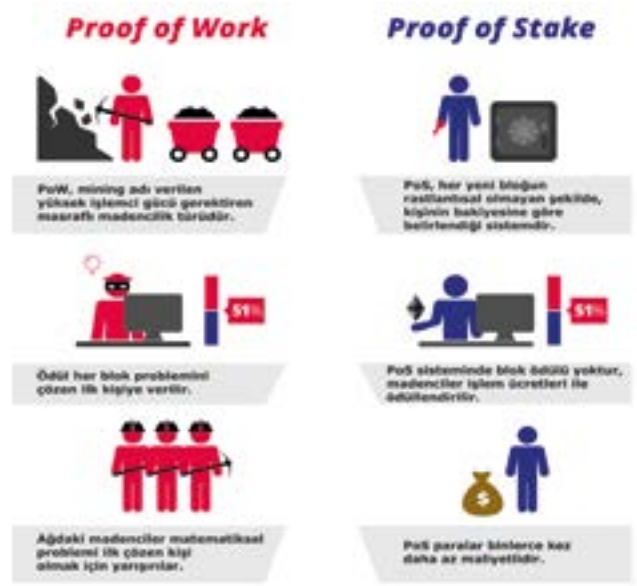 Proof of Work
PoW, mining adı verilen
yüksek işlemci gücü gerektiren
masraflı madencilik türüdür.
51%
Ödül her blok problemini
çözen ilk kişiye verilir.
Ağdaki madenciler matematiksel
problemi ilk çözen kişi
olmak için yarışırlar.
Proof of Stake
PoS, her yeni bloğun
rastlantısal olmayan şekilde,
kişinin bakiyesine göre
belirlendiği sistemdir.
51%
PoS sisteminde blok ödülü yoktur,
madenciler işlem ücretleri ile
ödüllendirilir.
$
PoS paralar binlerce kez
daha az maliyetlidir.